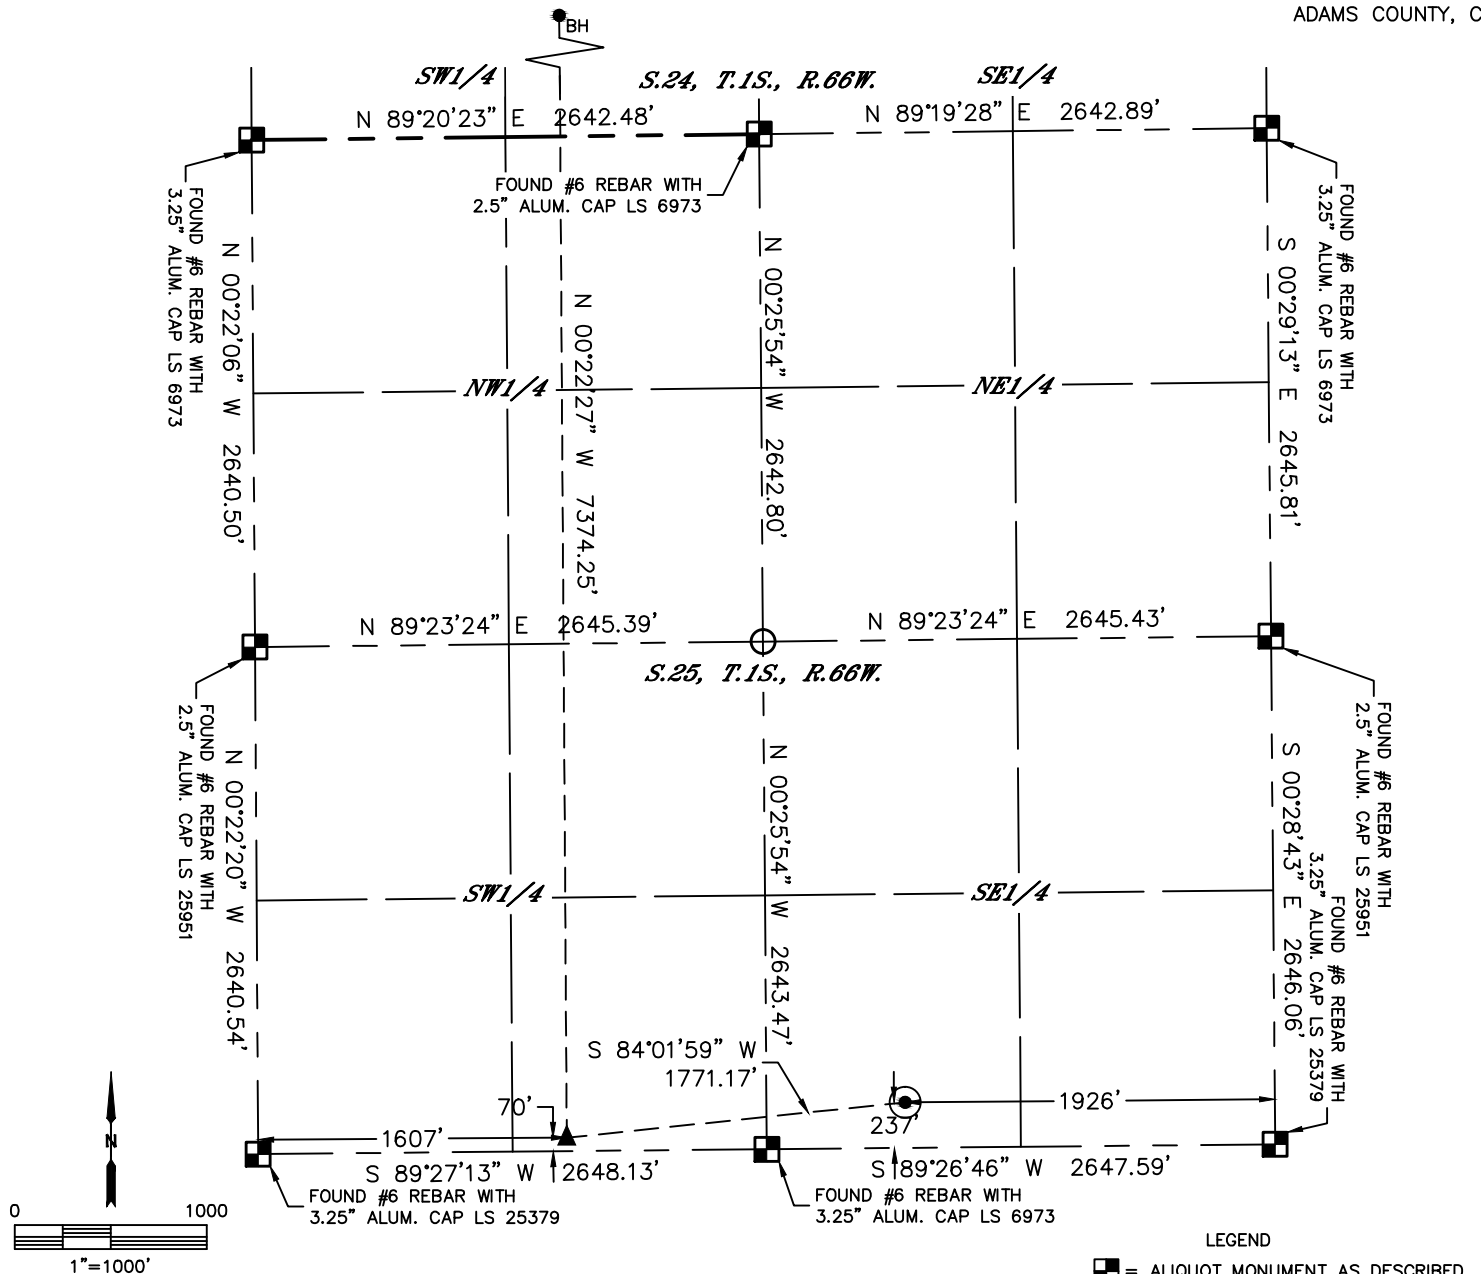 ADAMS COUNTY, C
BH
SW1/4
S.24, T.1S., R.66W.
SE1/4
N 89°20'23" E 2642.48'
N 89°19'28" E 2642.89'
FOUND #6 REBAR WITH
2.5" ALUM. CAP LS 6973
FOUND #6 REBAR WITH
3.25" ALUM. CAP LS 6973
FOUND #6 REBAR WITH
3.25" ALUM. CAP LS 6973
N 00°22'06" W 2640.50'
N 00°22'27" W 7374.25'
N 00°25'54" W 2642.80'
S 00°29'13" E 2645.81'
NW1/4
NE1/4
N 89°23'24" E 2645.39'
N 89°23'24" E 2645.43'
S.25, T.1S., R.66W.
FOUND #6 REBAR WITH
2.5" ALUM. CAP LS 25951
FOUND #6 REBAR WITH
2.5" ALUM. CAP LS 25951
N 00°22'20" W 2640.54'
N 00°25'54" W 2643.47'
S 00°28'43" E 2646.06'
FOUND #6 REBAR WITH
3.25" ALUM. CAP LS 25379
SW1/4
SE1/4
S 84°01'59" W
1771.17'
70'
1607'
237'
1926'
S 89°27'13" W 2648.13'
S 89°26'46" W 2647.59'
FOUND #6 REBAR WITH
3.25" ALUM. CAP LS 25379
FOUND #6 REBAR WITH
3.25" ALUM. CAP LS 6973
N
0 1000
1"=1000'
LEGEND
= ALIQUOT MONUMENT AS DESCRIBED